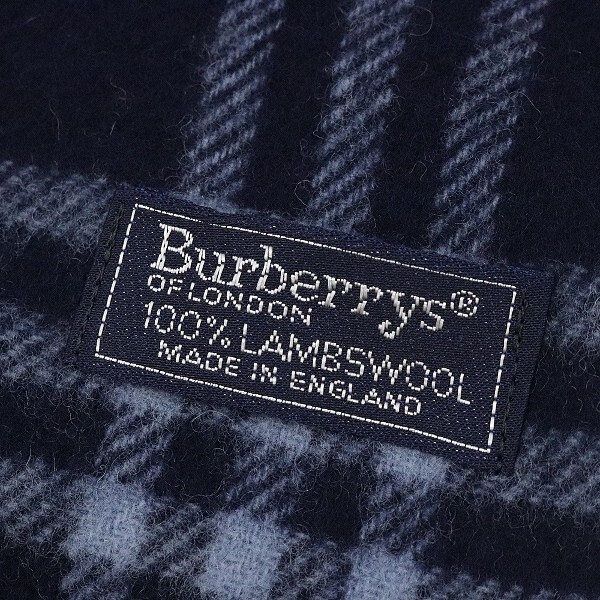 Burberrys®
OF LONDON
100% LAMBSWOOL
MADE IN ENGLAND